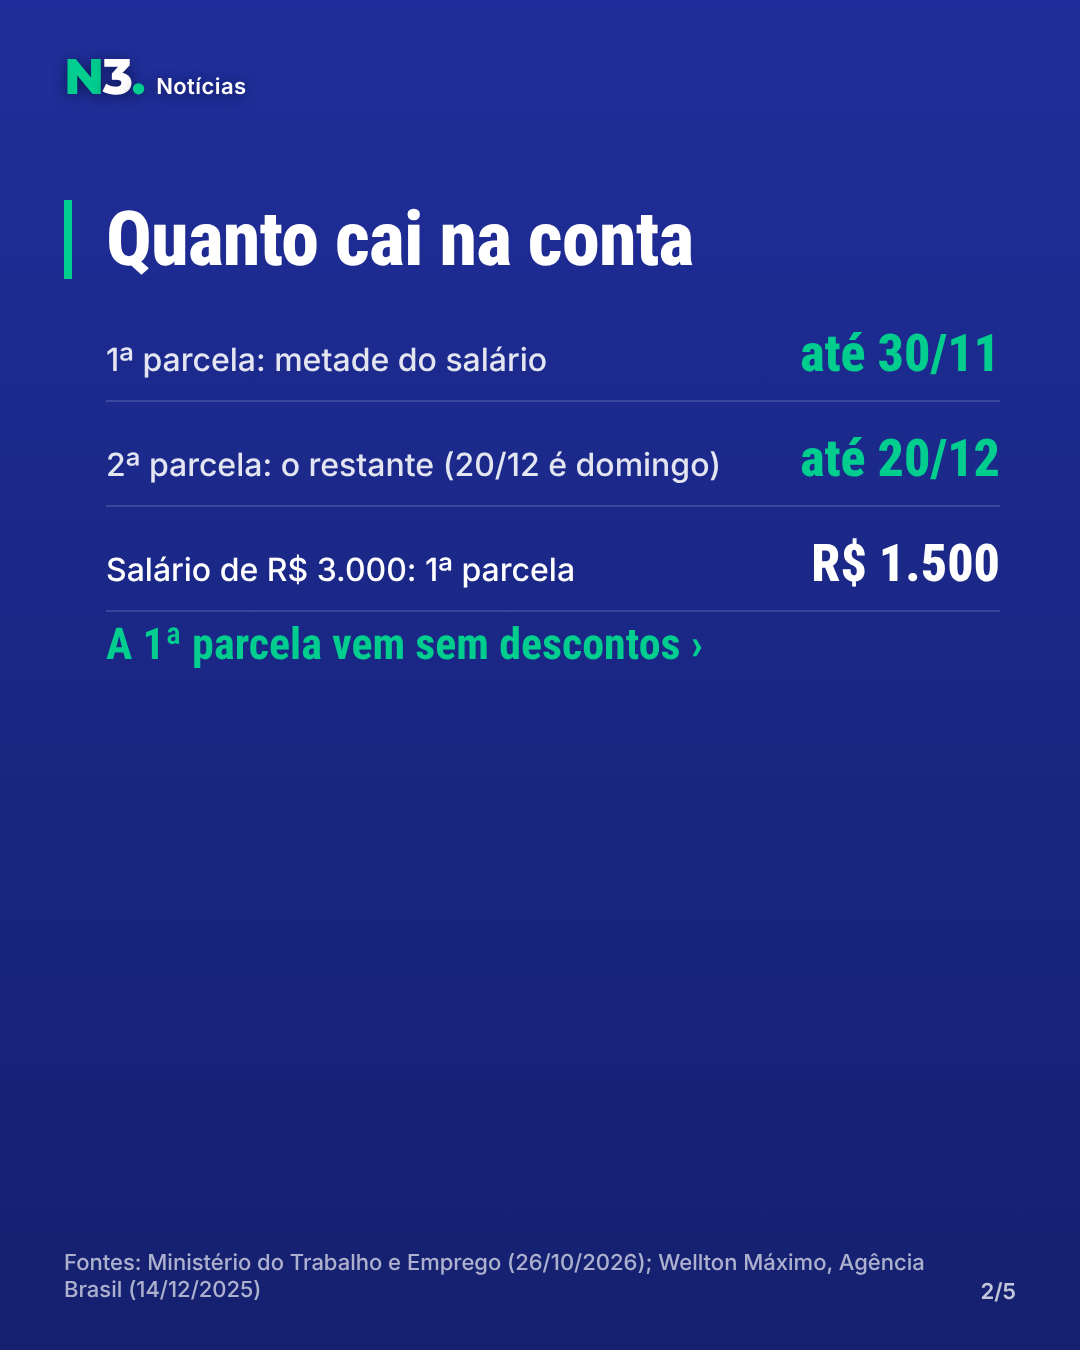 N3. Notícias
Quanto cai na conta
1ª parcela: metade do salário até 30/11
2ª parcela: o restante (20/12 é domingo) até 20/12
Salário de R$ 3.000: 1ª parcela R$ 1.500
A 1ª parcela vem sem descontos ›
Fontes: Ministério do Trabalho e Emprego (26/10/2026); Wellton Máximo, Agência
Brasil (14/12/2025)
2/5